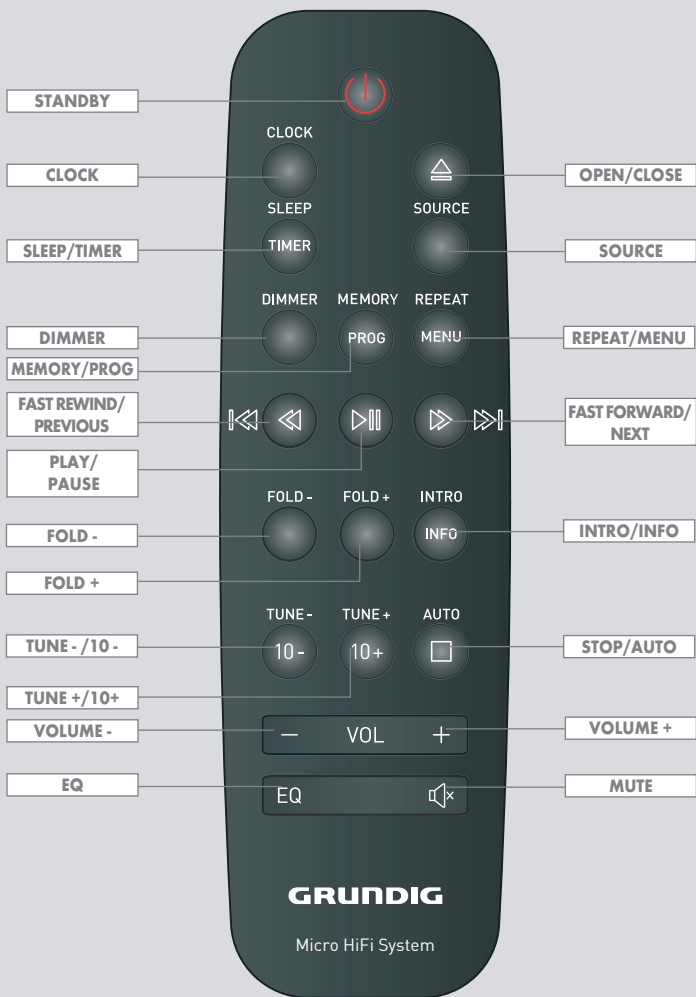 STANDBY
CLOCK
CLOCK
OPEN/CLOSE
SLEEP
SOURCE
SLEEP/TIMER
TIMER
SOURCE
DIMMER
MEMORY
REPEAT
DIMMER
PROG
MENU
REPEAT/MENU
MEMORY/PROG
FAST REWIND/
PREVIOUS
FAST FORWARD/
NEXT
PLAY/
PAUSE
FOLD -
FOLD +
INTRO
FOLD -
INFO
INTRO/INFO
FOLD +
TUNE -
TUNE +
AUTO
TUNE - /10 -
10 -
10 +
STOP/AUTO
TUNE +/10+
VOLUME -
– VOL +
VOLUME +
EQ
EQ
MUTE
GRUNDIG
Micro HiFi System